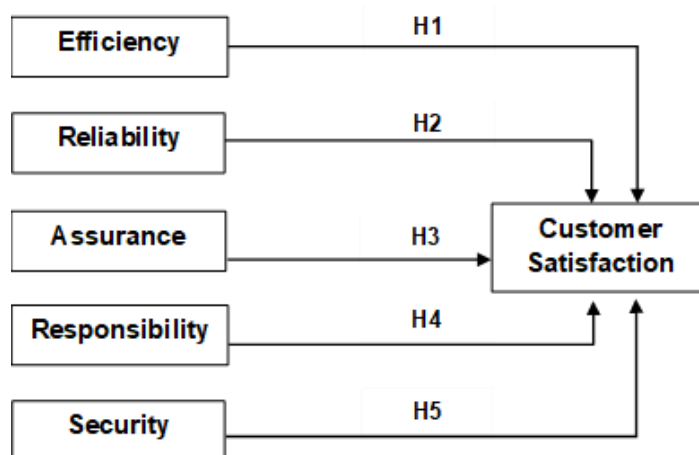 Efficiency
H1
Reliability
H2
Assurance
H3
Customer
Satisfaction
Responsibility
H4
Security
H5